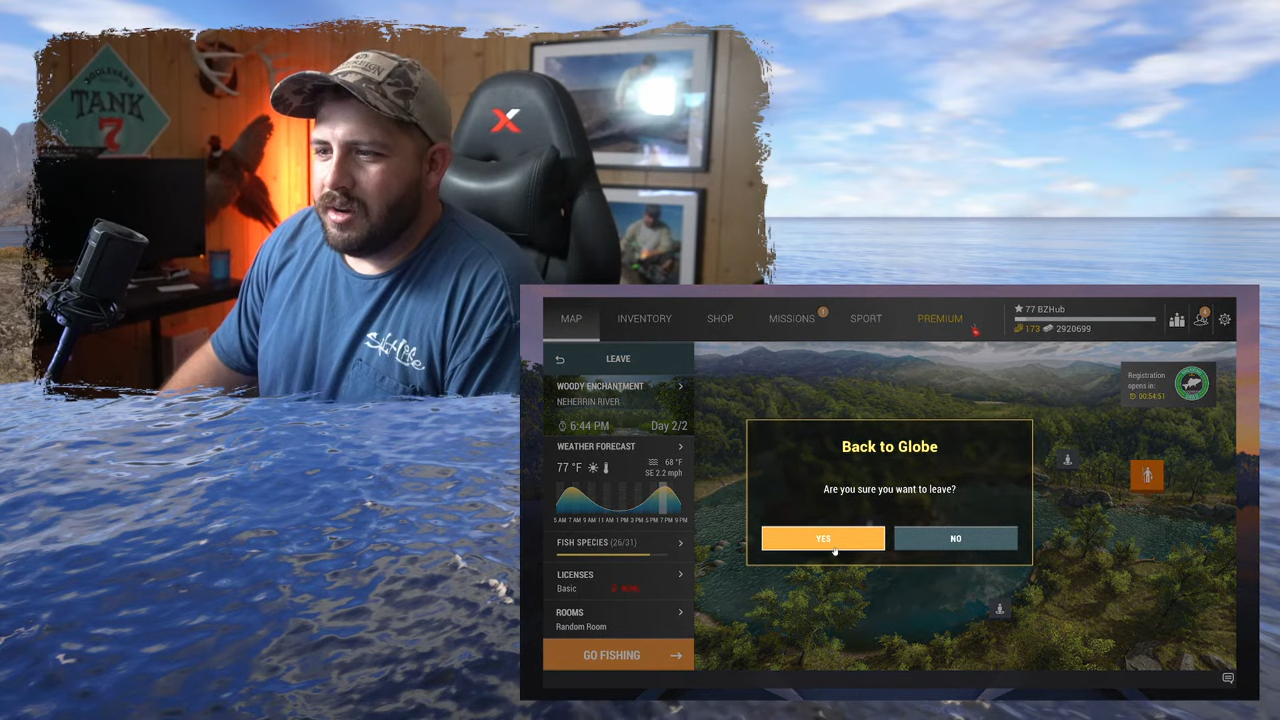 BOULEVARD
TANK
7
X
Salt Life
MAP
INVENTORY
SHOP
MISSIONS
!
SPORT
PREMIUM
77 BZHub
173
2920699
LEAVE
WOODY ENCHANTMENT
NEHERRIN RIVER
6:44 PM
Day 2/2
WEATHER FORECAST
77 °F
68 °F
SE 2.2 mph
5 AM 7 AM 9 AM 11 AM 1 PM 3 PM 5 PM 7 PM 9 PM
FISH SPECIES (26/31)
LICENSES
Basic
ROOMS
Random Room
GO FISHING
Registration
opens in:
00:54:51
Back to Globe
Are you sure you want to leave?
YES
NO